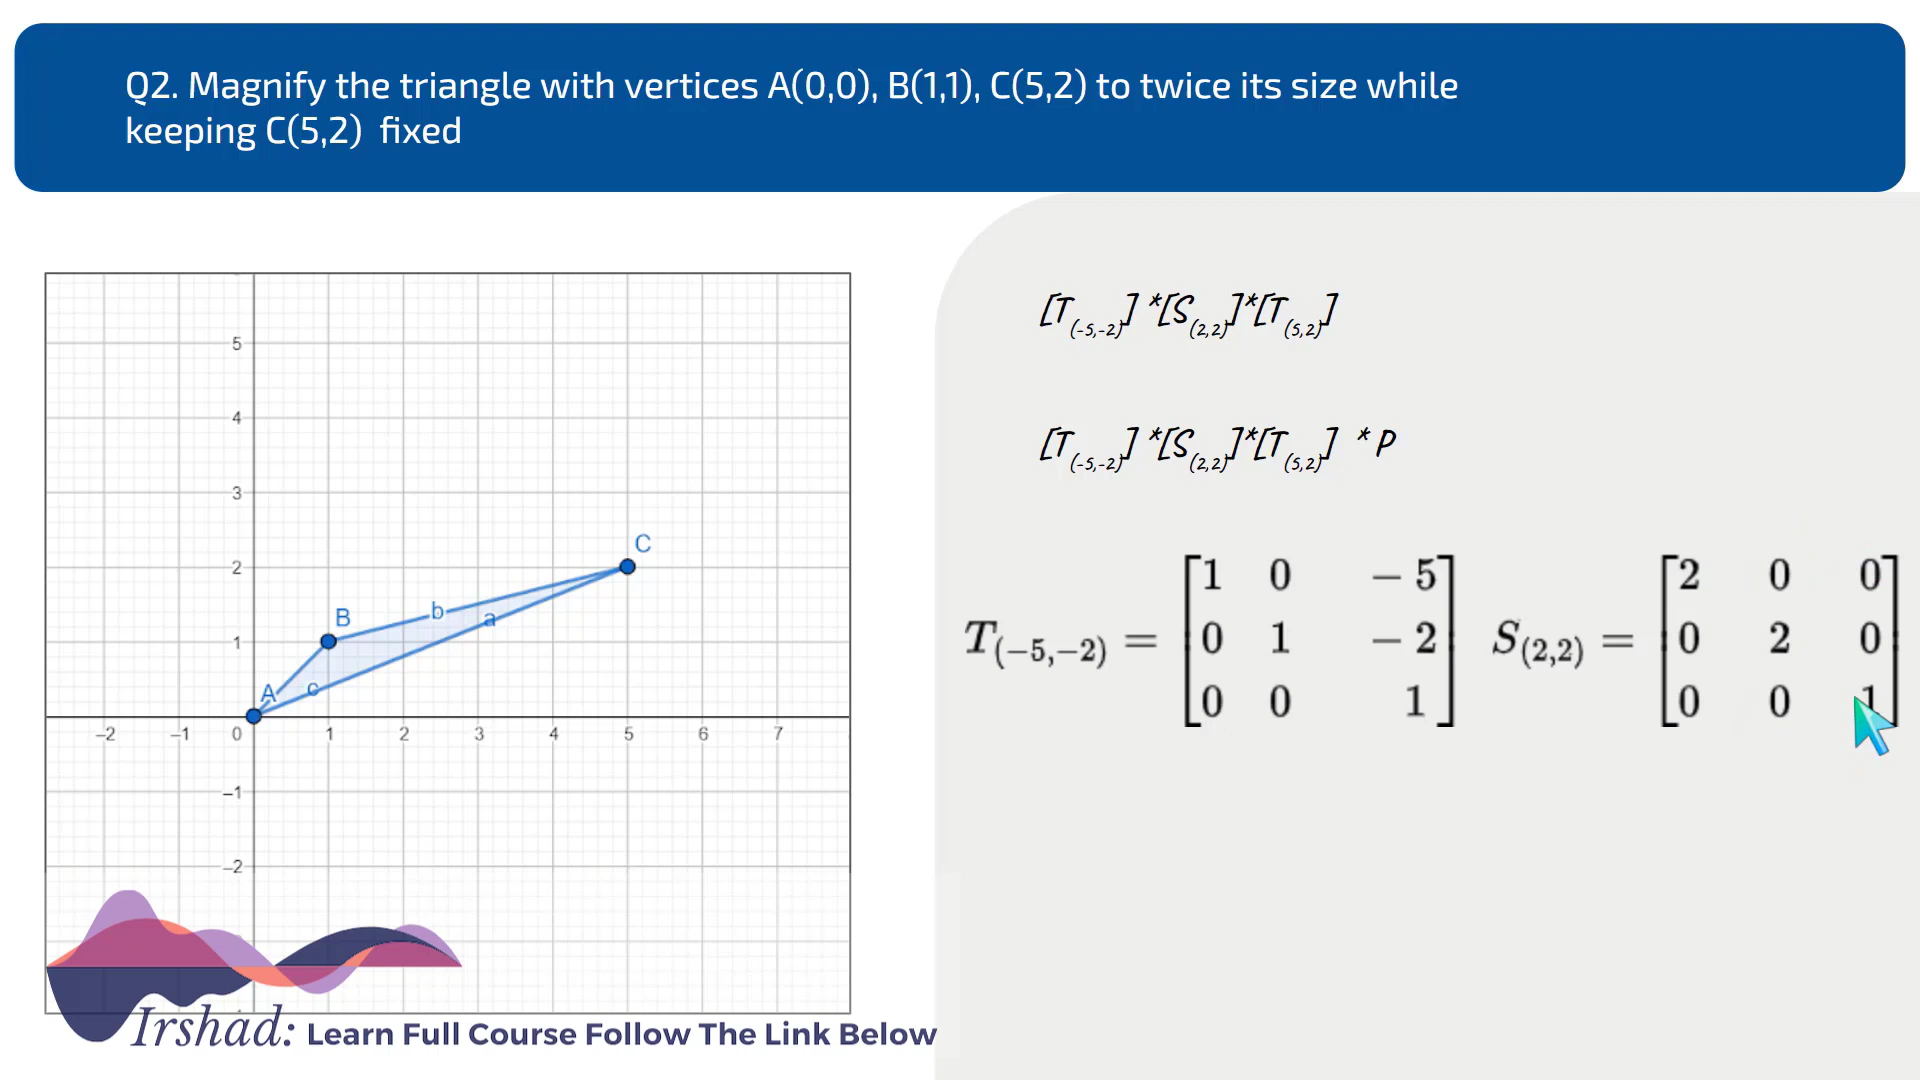 Q2. Magnify the triangle with vertices A(0,0), B(1,1), C(5,2) to twice its size while
keeping C(5,2) fixed
[T(-5,-2)] *[S(2,2)]*[T(5,2)]
[T(-5,-2)] *[S(2,2)]*[T(5,2)] * P
T(−5,−2) = [1 0 −5
0 1 −2
0 0 1]
S(2,2) = [2 0 0
0 2 0
0 0 1]
5
4
3
C
2
B
b
a
1
A
c
−2 −1 0 1 2 3 4 5 6 7
−1
−2
Irshad: Learn Full Course Follow The Link Below